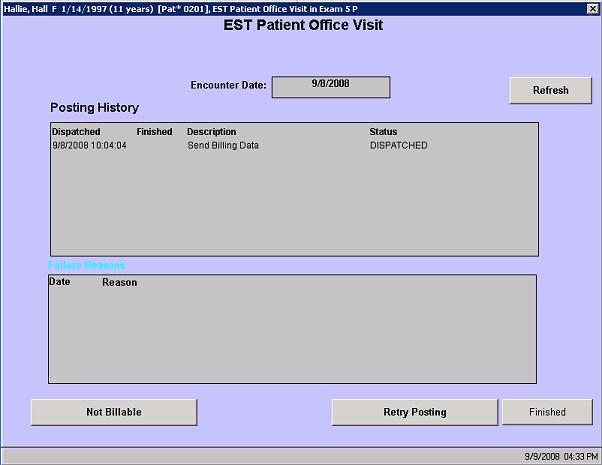 Hallie, Hall F 1/14/1997 (11 years) [Pat* 0201], EST Patient Office Visit in Exam 5 P
EST Patient Office Visit
Encounter Date: 9/8/2008
Refresh
Posting History
Dispatched Finished Description Status
9/8/2008 10:04:04 Send Billing Data DISPATCHED
Failure Reasons
Date Reason
Not Billable Retry Posting Finished
9/9/2008 04:33 PM